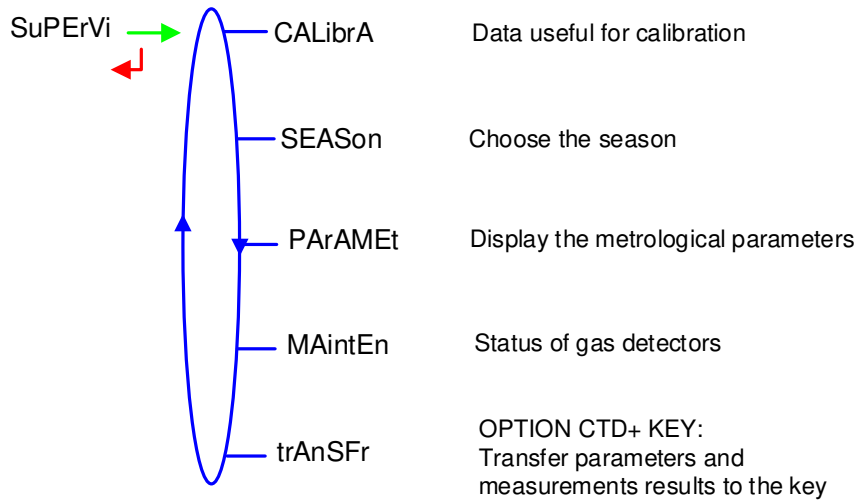 SuPErVi
CALibrA Data useful for calibration
SEASon Choose the season
PArAMEt Display the metrological parameters
MAintEn Status of gas detectors
trAnSFr OPTION CTD+ KEY:
Transfer parameters and
measurements results to the key